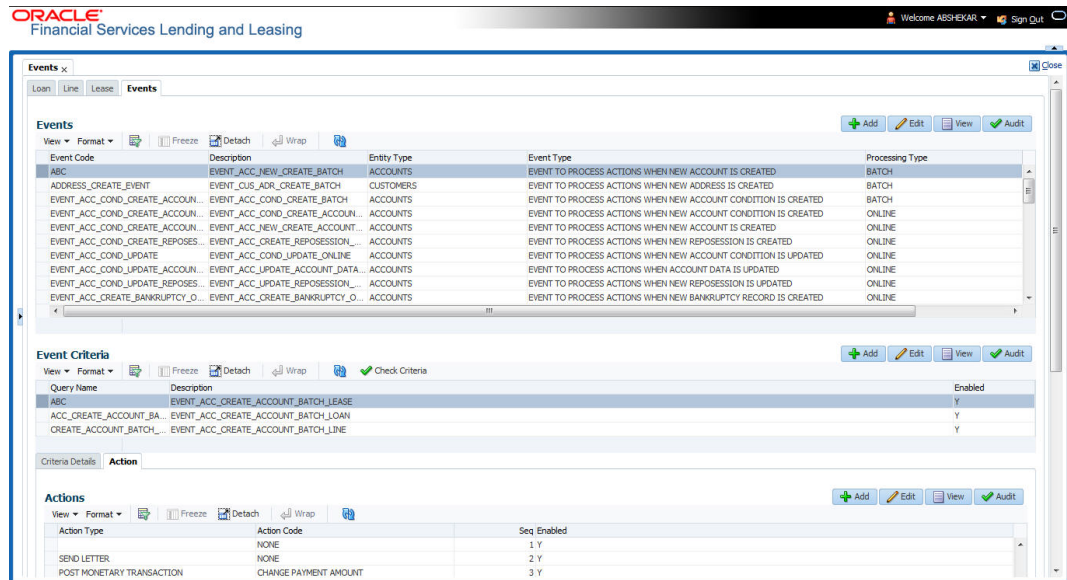 ORACLE
Financial Services Lending and Leasing
Welcome ABSHEKAR Sign Out
Events x
Close
Loan Line Lease Events
Events
Add Edit View Audit
View Format Freeze Detach Wrap
Event Code Description Entity Type Event Type Processing Type
ABC EVENT_ACC_NEW_CREATE_BATCH ACCOUNTS EVENT TO PROCESS ACTIONS WHEN NEW ACCOUNT IS CREATED BATCH
ADDRESS_CREATE_EVENT EVENT_CUS_ADR_CREATE_BATCH CUSTOMERS EVENT TO PROCESS ACTIONS WHEN NEW ADDRESS IS CREATED BATCH
EVENT_ACC_COND_CREATE_ACCOUN... EVENT_ACC_COND_CREATE_BATCH ACCOUNTS EVENT TO PROCESS ACTIONS WHEN NEW ACCOUNT CONDITION IS CREATED BATCH
EVENT_ACC_COND_CREATE_ACCOUN... EVENT_ACC_COND_CREATE_ACCOUN... ACCOUNTS EVENT TO PROCESS ACTIONS WHEN NEW ACCOUNT CONDITION IS CREATED ONLINE
EVENT_ACC_COND_CREATE_ACCOUN... EVENT_ACC_NEW_CREATE_ACCOUNT... ACCOUNTS EVENT TO PROCESS ACTIONS WHEN NEW ACCOUNT IS CREATED ONLINE
EVENT_ACC_COND_CREATE_REPOSES... EVENT_ACC_CREATE_REPOSESSION_... ACCOUNTS EVENT TO PROCESS ACTIONS WHEN NEW REPOSESSION IS CREATED ONLINE
EVENT_ACC_COND_UPDATE EVENT_ACC_COND_UPDATE_ONLINE ACCOUNTS EVENT TO PROCESS ACTIONS WHEN NEW ACCOUNT CONDITION IS UPDATED ONLINE
EVENT_ACC_COND_UPDATE_ACCOUN... EVENT_ACC_UPDATE_ACCOUNT_DATA... ACCOUNTS EVENT TO PROCESS ACTIONS WHEN ACCOUNT DATA IS UPDATED ONLINE
EVENT_ACC_COND_UPDATE_REPOSES... EVENT_ACC_UPDATE_REPOSESSION_... ACCOUNTS EVENT TO PROCESS ACTIONS WHEN NEW REPOSESSION IS UPDATED ONLINE
EVENT_ACC_CREATE_BANKRUPTCY_O... EVENT_ACC_CREATE_BANKRUPTCY_O... ACCOUNTS EVENT TO PROCESS ACTIONS WHEN NEW BANKRUPTCY RECORD IS CREATED ONLINE
Event Criteria
Add Edit View Audit
View Format Freeze Detach Wrap Check Criteria
Query Name Description Enabled
ABC EVENT_ACC_CREATE_ACCOUNT_BATCH_LEASE Y
ACC_CREATE_ACCOUNT_BA... EVENT_ACC_CREATE_ACCOUNT_BATCH_LOAN Y
CREATE_ACCOUNT_BATCH_... EVENT_ACC_CREATE_ACCOUNT_BATCH_LINE Y
Criteria Details Action
Actions
Add Edit View Audit
View Format Freeze Detach Wrap
Action Type Action Code Seq Enabled
NONE 1 Y
SEND LETTER NONE 2 Y
POST MONETARY TRANSACTION CHANGE PAYMENT AMOUNT 3 Y